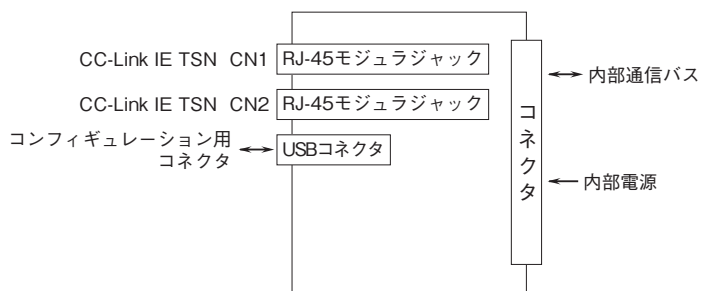 CC-Link IE TSN CN1 RJ-45モジュラジャック
内部通信バス
CC-Link IE TSN CN2 RJ-45モジュラジャック
コンフィギュレーション用
コネクタ
USBコネクタ
コネクタ
内部電源